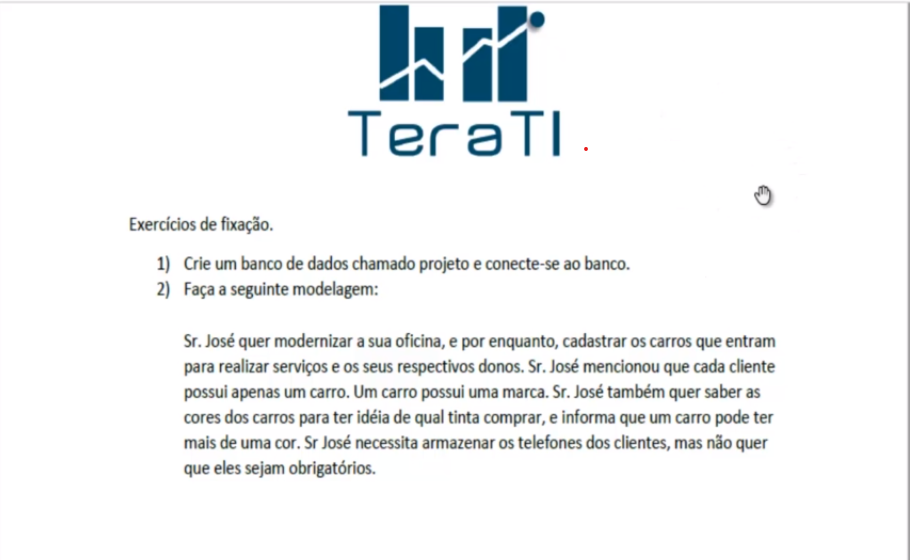 TeraTI
Exercícios de fixação.
1) Crie um banco de dados chamado projeto e conecte-se ao banco.
2) Faça a seguinte modelagem:
Sr. José quer modernizar a sua oficina, e por enquanto, cadastrar os carros que entram
para realizar serviços e os seus respectivos donos. Sr. José mencionou que cada cliente
possui apenas um carro. Um carro possui uma marca. Sr. José também quer saber as
cores dos carros para ter idéia de qual tinta comprar, e informa que um carro pode ter
mais de uma cor. Sr José necessita armazenar os telefones dos clientes, mas não quer
que eles sejam obrigatórios.